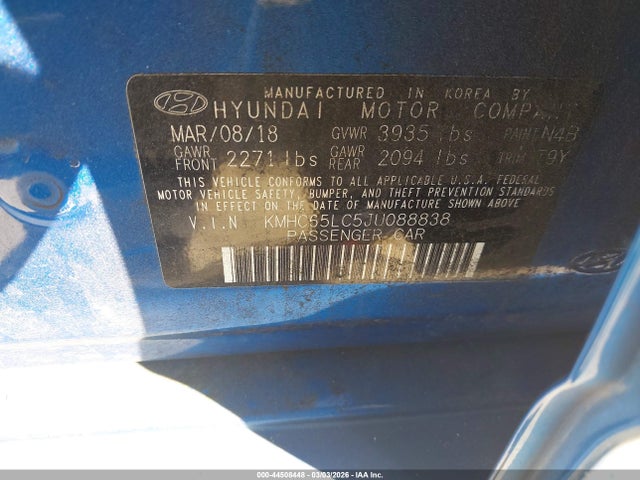 MANUFACTURED IN KOREA BY
HYUNDAI MOTOR COMPANY
MAR/08/18 GVWR 3935 lbs PAINT N4B
GAWR FRONT 2271 lbs GAWR REAR 2094 lbs TRIM T9Y
THIS VEHICLE CONFORMS TO ALL APPLICABLE U.S.A. FEDERAL
MOTOR VEHICLE SAFETY, BUMPER, AND THEFT PREVENTION STANDARDS
IN EFFECT ON THE DATE OF MANUFACTURE SHOWN ABOVE.
V.I.N KMHC65LC5JU088838
PASSENGER CAR
000-44508448 - 03/03/2026 - IAA Inc.